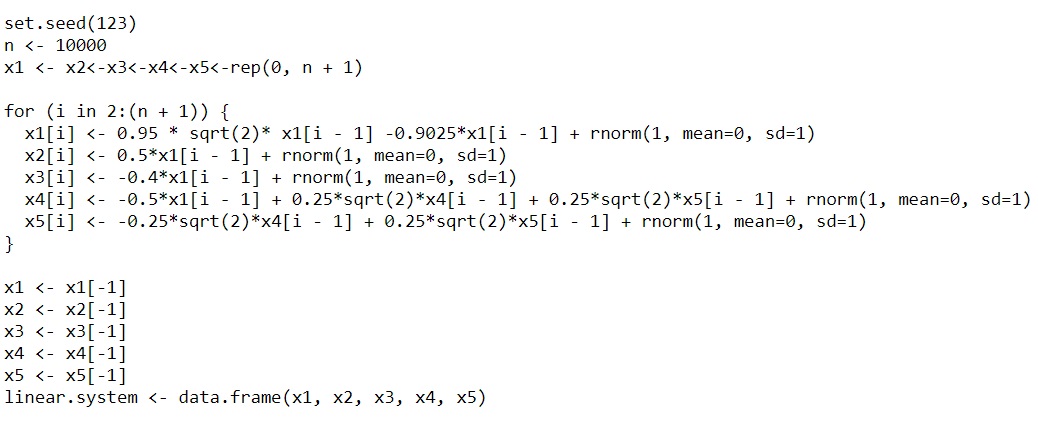 set.seed(123)
n <- 10000
x1 <- x2<-x3<-x4<-x5<-rep(0, n + 1)
for (i in 2:(n + 1)) {
x1[i] <- 0.95 * sqrt(2)* x1[i - 1] -0.9025*x1[i - 1] + rnorm(1, mean=0, sd=1)
x2[i] <- 0.5*x1[i - 1] + rnorm(1, mean=0, sd=1)
x3[i] <- -0.4*x1[i - 1] + rnorm(1, mean=0, sd=1)
x4[i] <- -0.5*x1[i - 1] + 0.25*sqrt(2)*x4[i - 1] + 0.25*sqrt(2)*x5[i - 1] + rnorm(1, mean=0, sd=1)
x5[i] <- -0.25*sqrt(2)*x4[i - 1] + 0.25*sqrt(2)*x5[i - 1] + rnorm(1, mean=0, sd=1)
}
x1 <- x1[-1]
x2 <- x2[-1]
x3 <- x3[-1]
x4 <- x4[-1]
x5 <- x5[-1]
linear.system <- data.frame(x1, x2, x3, x4, x5)